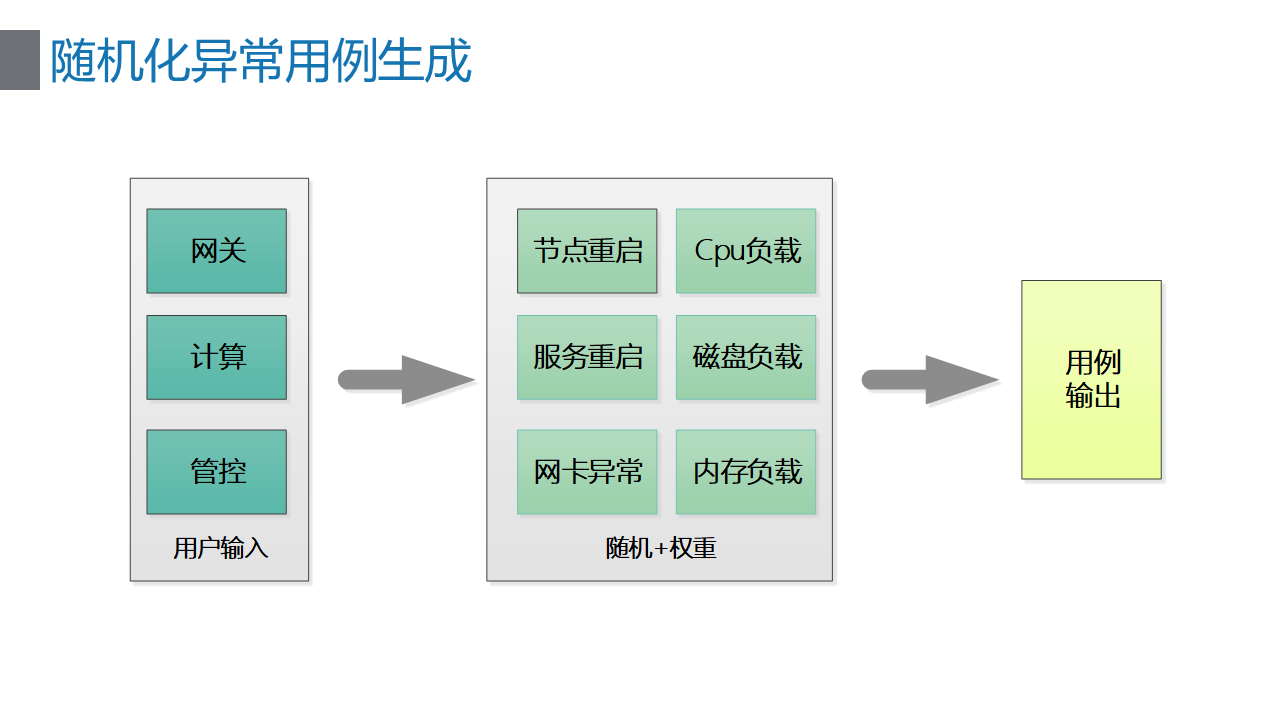 随机化异常用例生成
网关
计算
管控
用户输入
节点重启
Cpu负载
服务重启
磁盘负载
网卡异常
内存负载
随机+权重
用例
输出